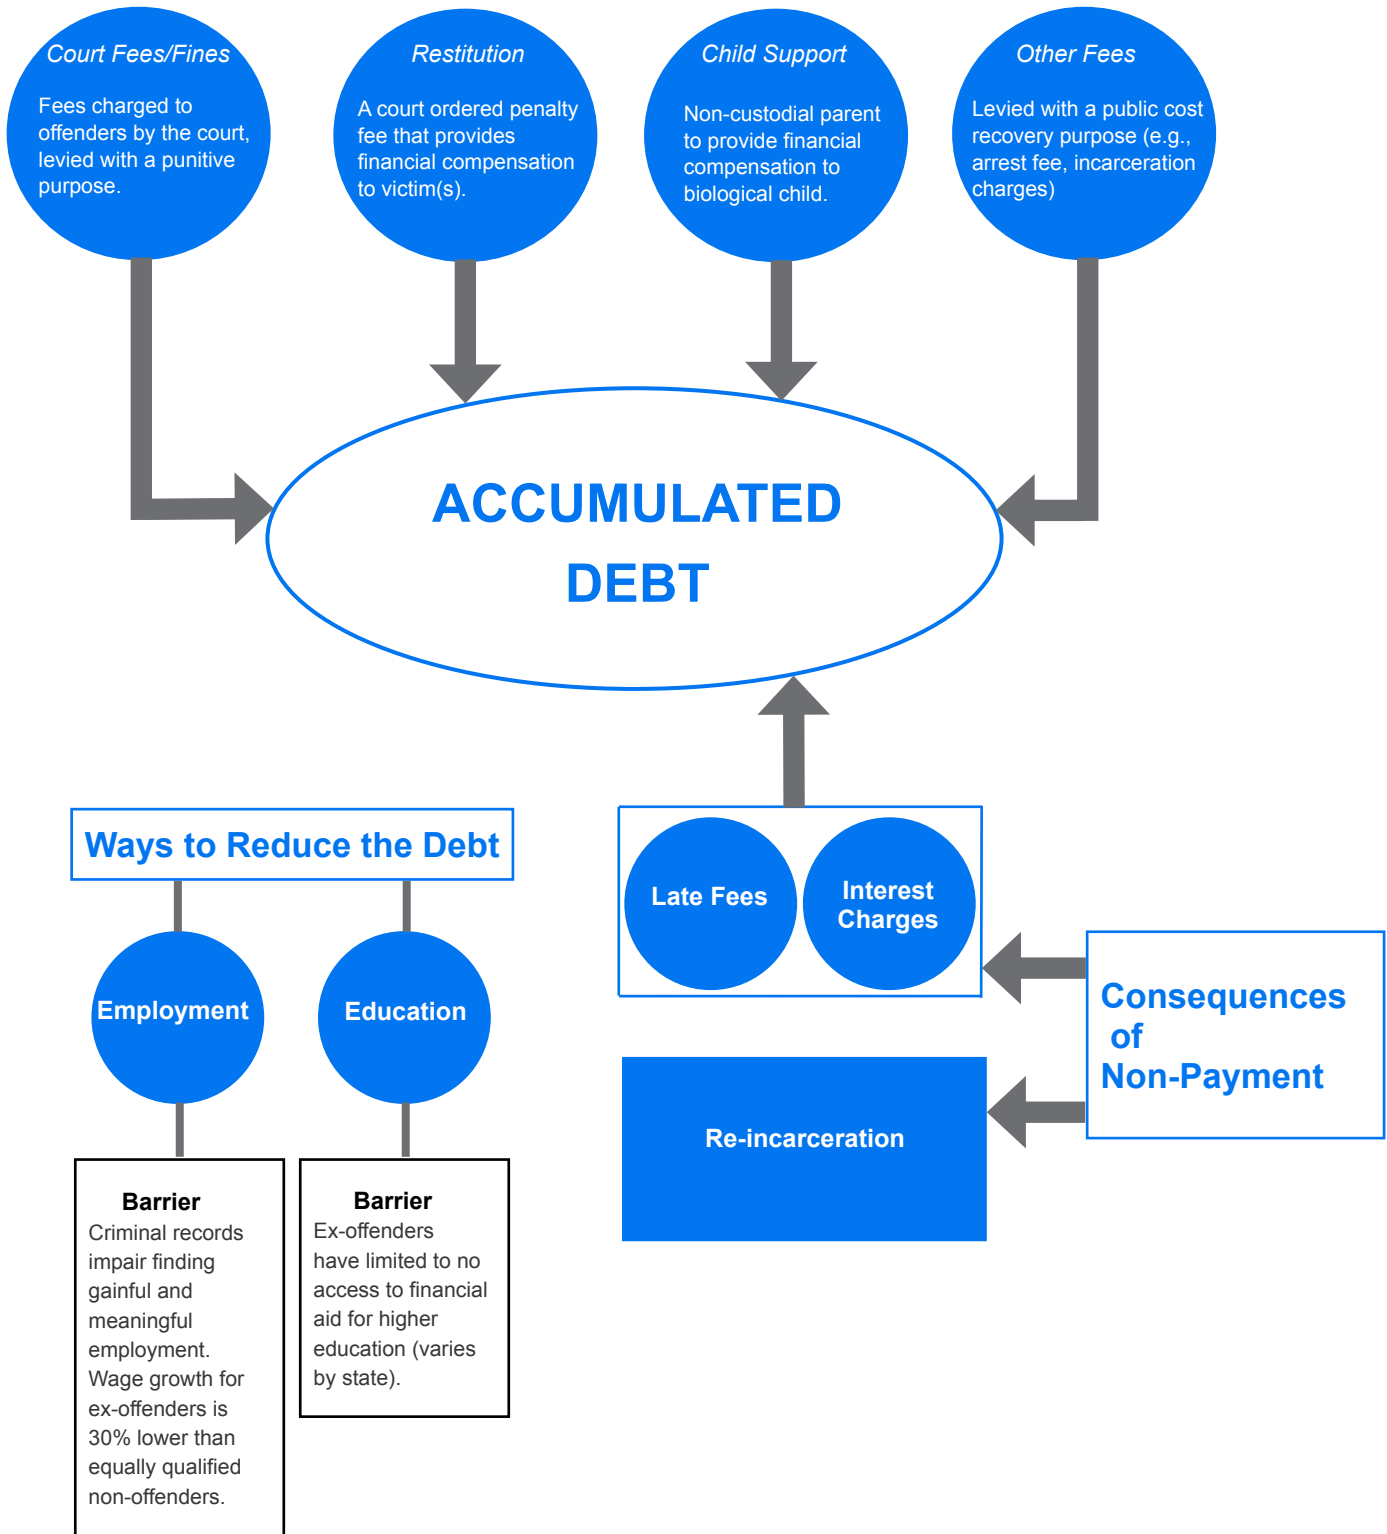 Court Fees/Fines
Fees charged to
offenders by the court,
levied with a punitive
purpose.
Restitution
A court ordered penalty
fee that provides
financial compensation
to victim(s).
Child Support
Non-custodial parent
to provide financial
compensation to
biological child.
Other Fees
Levied with a public cost
recovery purpose (e.g.,
arrest fee, incarceration
charges)
ACCUMULATED
DEBT
Ways to Reduce the Debt
Employment
Education
Barrier
Criminal records
impair finding
gainful and
meaningful
employment.
Wage growth for
ex-offenders is
30% lower than
equally qualified
non-offenders.
Barrier
Ex-offenders
have limited to no
access to financial
aid for higher
education (varies
by state).
Late Fees
Interest
Charges
Re-incarceration
Consequences
of
Non-Payment